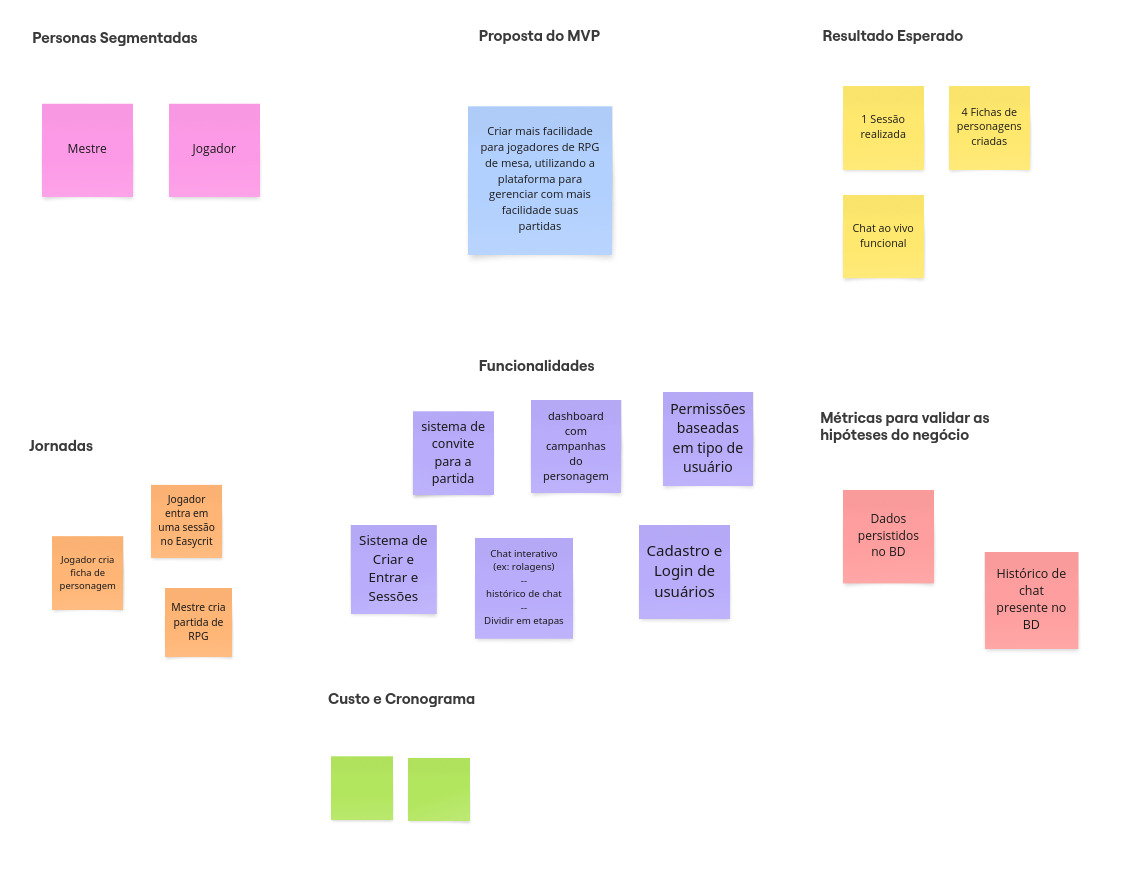 Personas Segmentadas
Mestre
Jogador
Proposta do MVP
Criar mais facilidade
para jogadores de RPG
de mesa, utilizando a
plataforma para
gerenciar com mais
facilidade suas
partidas
Resultado Esperado
1 Sessão
realizada
4 Fichas de
personagens
criadas
Chat ao vivo
funcional
Jornadas
Jogador
entra em
uma sessão
no Easycrit
Jogador cria
ficha de
personagem
Mestre cria
partida de
RPG
Funcionalidades
sistema de
convite
para a
partida
dashboard
com
campanhas
do
personagem
Permissões
baseadas
em tipo de
usuário
Sistema de
Criar e
Entrar e
Sessões
Chat interativo
(ex: rolagens)
--
histórico de chat
--
Dividir em etapas
Cadastro e
Login de
usuários
Métricas para validar as
hipóteses do negócio
Dados
persistidos
no BD
Histórico de
chat
presente no
BD
Custo e Cronograma